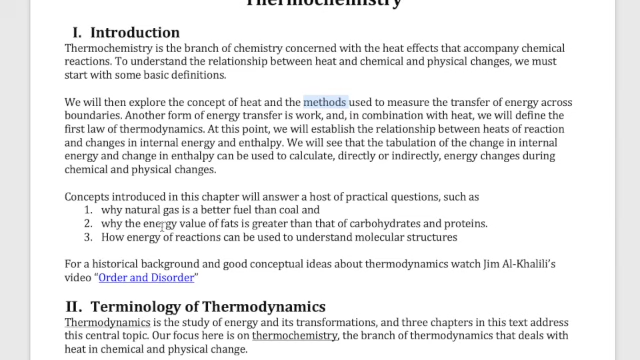 Thermochemistry
I. Introduction
Thermochemistry is the branch of chemistry concerned with the heat effects that accompany chemical
reactions. To understand the relationship between heat and chemical and physical changes, we must
start with some basic definitions.
We will then explore the concept of heat and the methods used to measure the transfer of energy across
boundaries. Another form of energy transfer is work, and, in combination with heat, we will define the
first law of thermodynamics. At this point, we will establish the relationship between heats of reaction
and changes in internal energy and enthalpy. We will see that the tabulation of the change in internal
energy and change in enthalpy can be used to calculate, directly or indirectly, energy changes during
chemical and physical changes.
Concepts introduced in this chapter will answer a host of practical questions, such as
1. why natural gas is a better fuel than coal and
2. why the energy value of fats is greater than that of carbohydrates and proteins.
3. How energy of reactions can be used to understand molecular structures
For a historical background and good conceptual ideas about thermodynamics watch Jim Al-Khalili's
video "Order and Disorder"
II. Terminology of Thermodynamics
Thermodynamics is the study of energy and its transformations, and three chapters in this text address
this central topic. Our focus here is on thermochemistry, the branch of thermodynamics that deals with
heat in chemical and physical change.